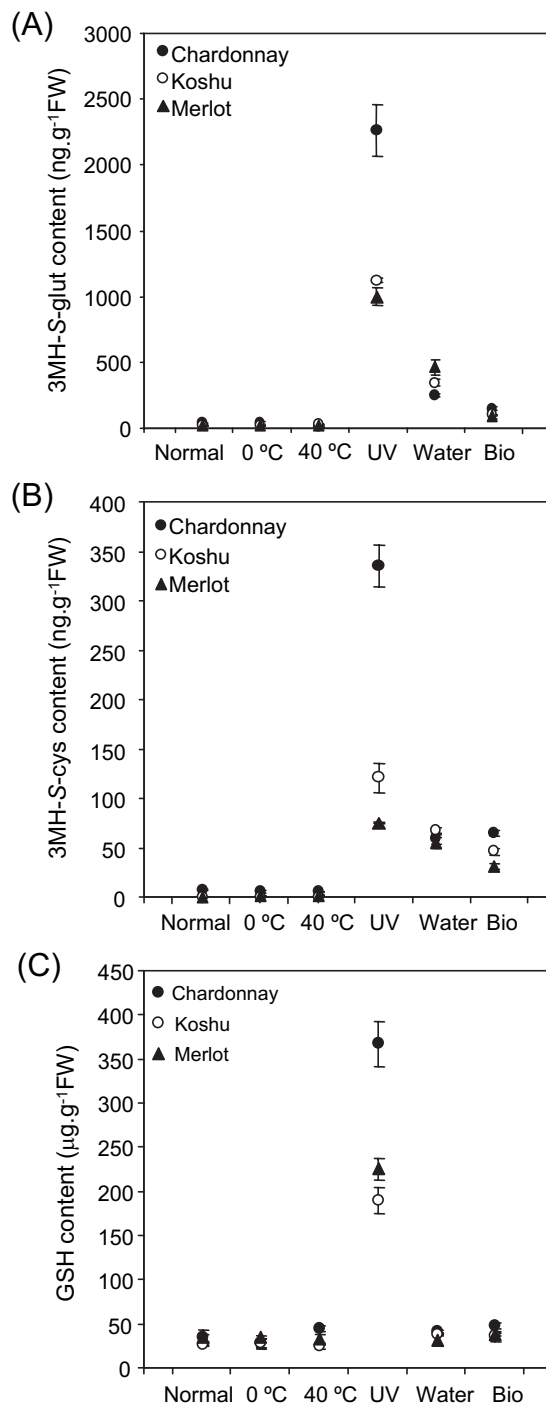 (A)
3MH-S-glut content (ng.g⁻¹FW)
3000
2500
2000
1500
1000
500
0
Chardonnay
Koshu
Merlot
Normal 0 ºC 40 ºC UV Water Bio
(B)
3MH-S-cys content (ng.g⁻¹FW)
400
350
300
250
200
150
100
50
0
Chardonnay
Koshu
Merlot
Normal 0 ºC 40 ºC UV Water Bio
(C)
GSH content (µg.g⁻¹FW)
450
400
350
300
250
200
150
100
50
0
Chardonnay
Koshu
Merlot
Normal 0 ºC 40 ºC UV Water Bio